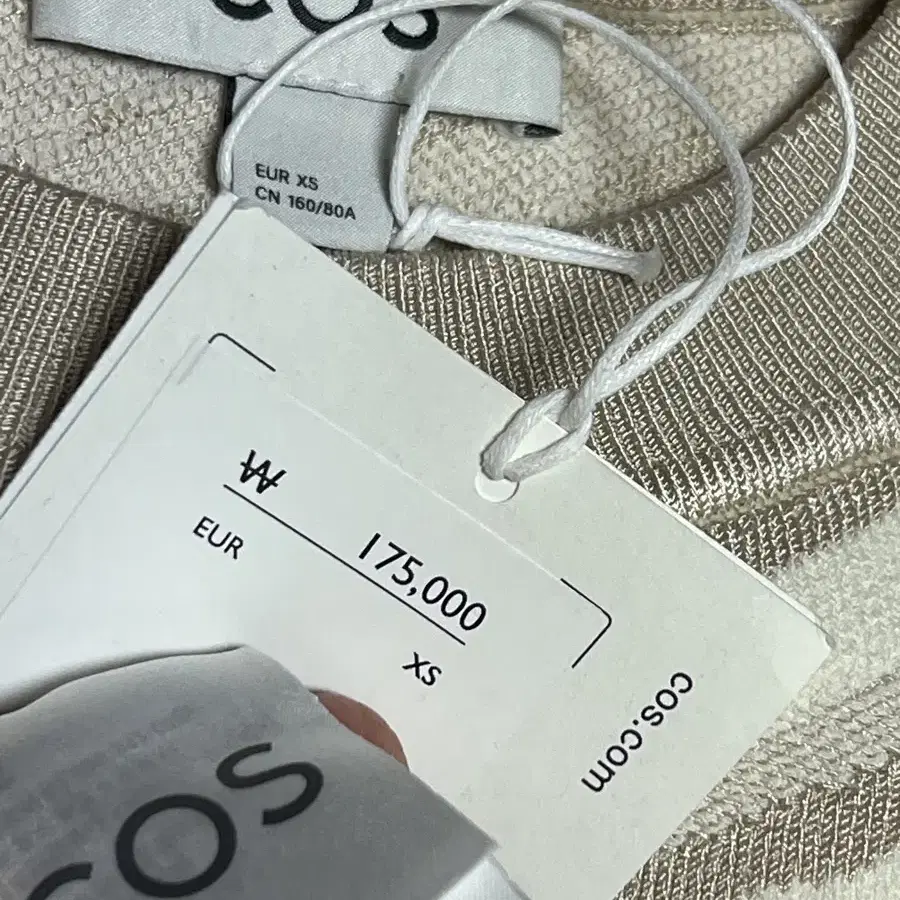 COS
EUR XS
CN 160/80A
₩ 175,000
EUR XS
cos.com
COS